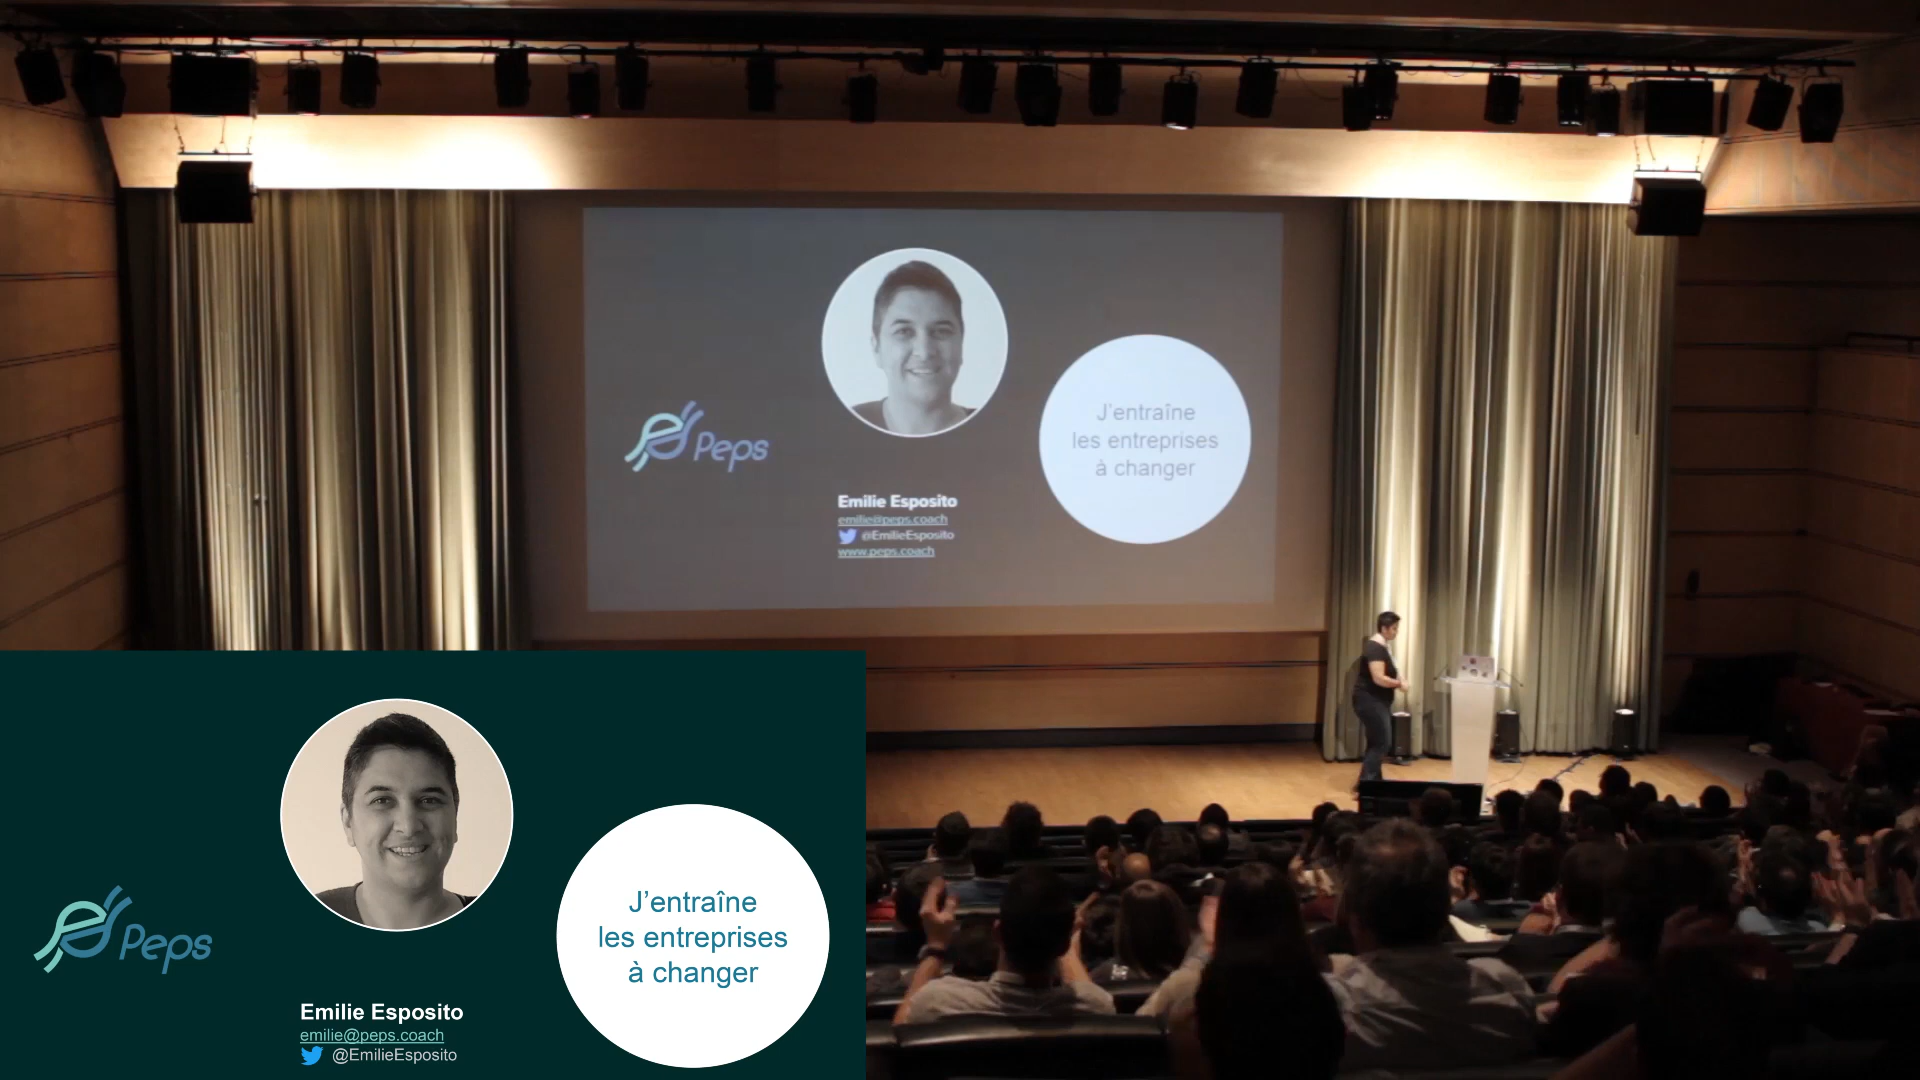 Peps
J’entraîne
les entreprises
à changer
Emilie Esposito
emilie@peps.coach
@EmilieEsposito
www.peps.coach
Peps
J’entraîne
les entreprises
à changer
Emilie Esposito
emilie@peps.coach
@EmilieEsposito